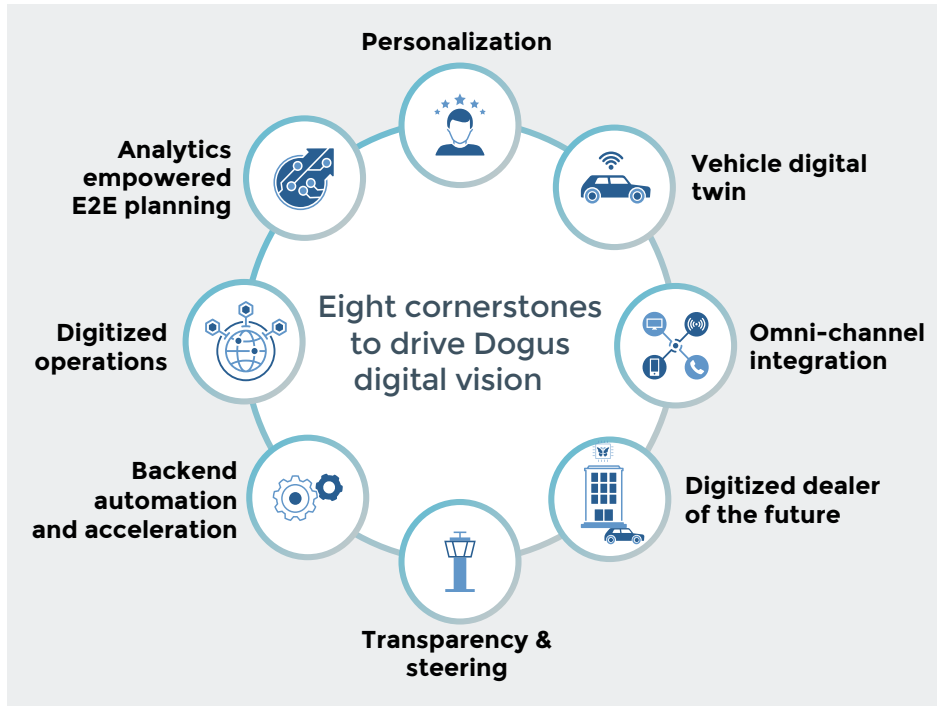 Personalization
Vehicle digital
twin
Omni-channel
integration
Digitized dealer
of the future
Transparency &
steering
Backend
automation
and acceleration
Digitized
operations
Analytics
empowered
E2E planning
Eight cornerstones
to drive Dogus
digital vision